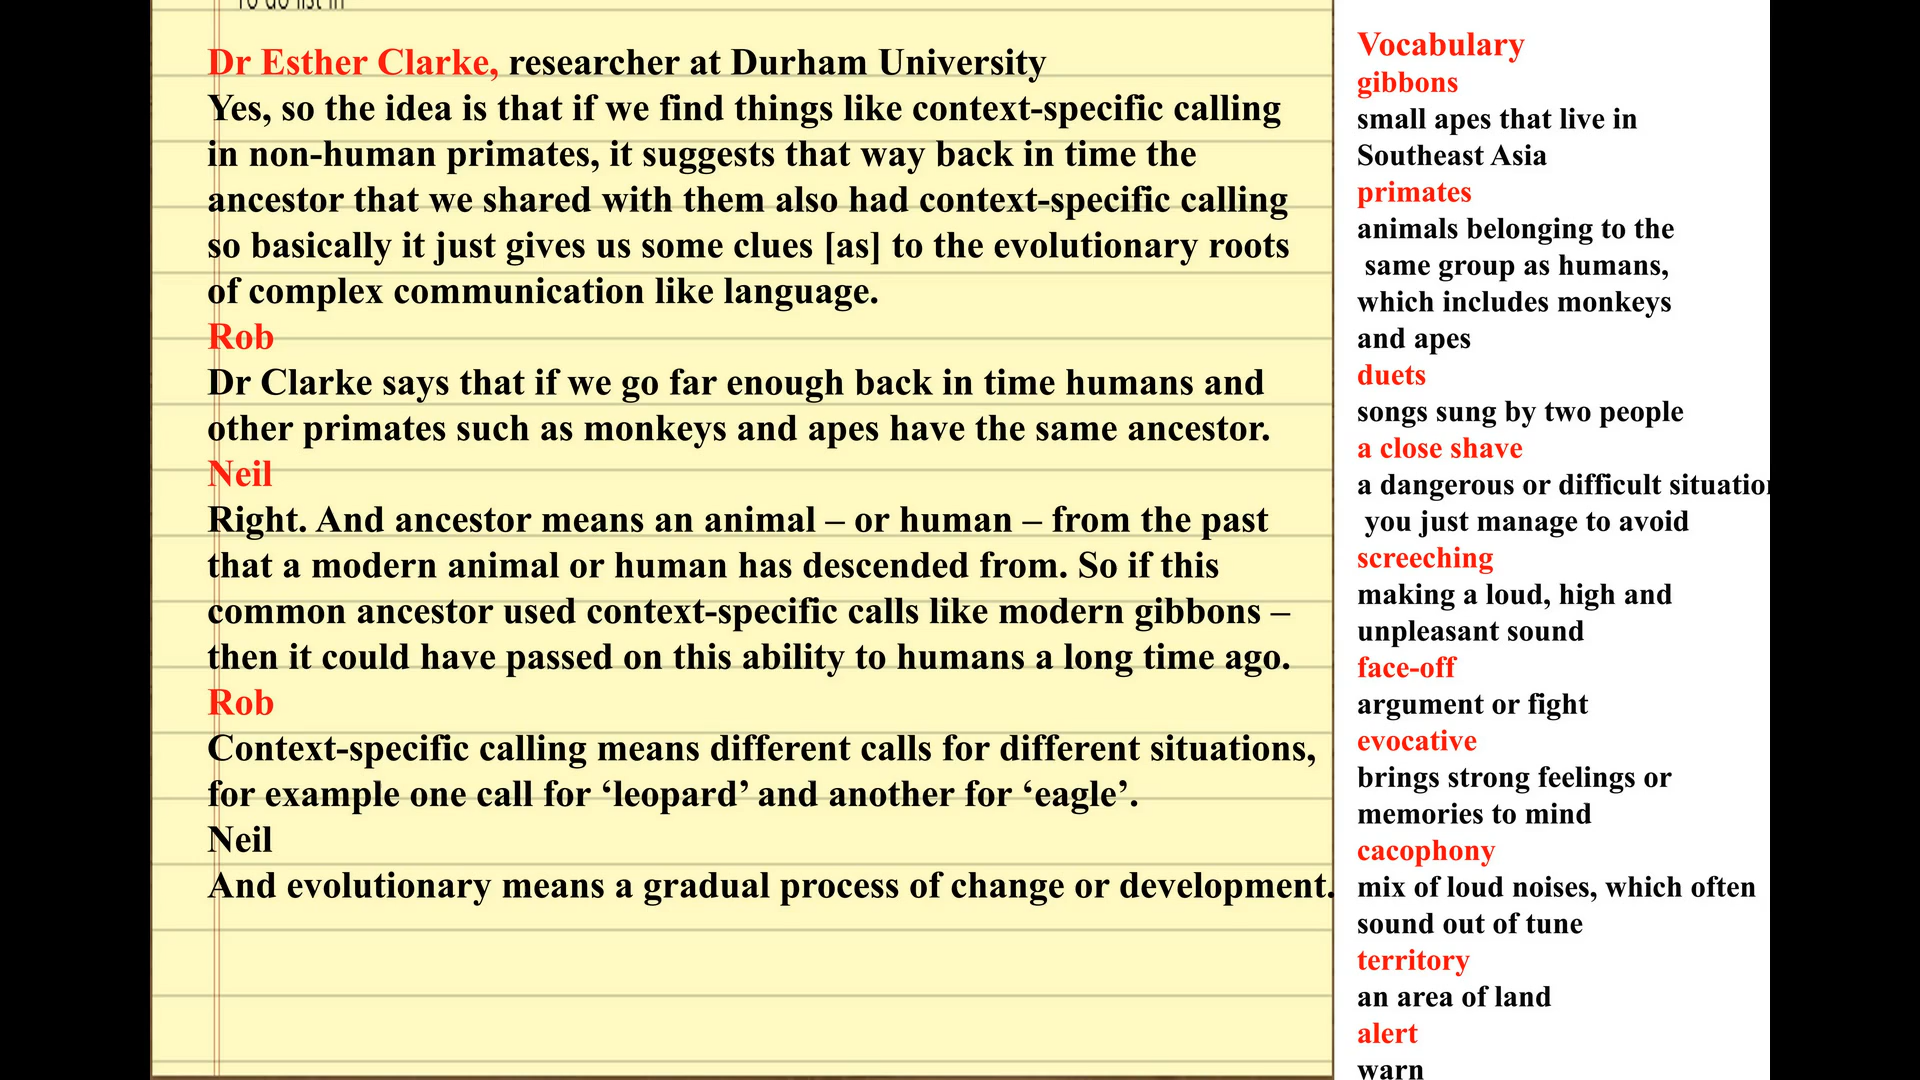 To do list in
Dr Esther Clarke, researcher at Durham University
Yes, so the idea is that if we find things like context-specific calling
in non-human primates, it suggests that way back in time the
ancestor that we shared with them also had context-specific calling
so basically it just gives us some clues [as] to the evolutionary roots
of complex communication like language.
Rob
Dr Clarke says that if we go far enough back in time humans and
other primates such as monkeys and apes have the same ancestor.
Neil
Right. And ancestor means an animal – or human – from the past
that a modern animal or human has descended from. So if this
common ancestor used context-specific calls like modern gibbons –
then it could have passed on this ability to humans a long time ago.
Rob
Context-specific calling means different calls for different situations,
for example one call for ‘leopard’ and another for ‘eagle’.
Neil
And evolutionary means a gradual process of change or development.
Vocabulary
gibbons
small apes that live in
Southeast Asia
primates
animals belonging to the
same group as humans,
which includes monkeys
and apes
duets
songs sung by two people
a close shave
a dangerous or difficult situation
you just manage to avoid
screeching
making a loud, high and
unpleasant sound
face-off
argument or fight
evocative
brings strong feelings or
memories to mind
cacophony
mix of loud noises, which often
sound out of tune
territory
an area of land
alert
warn